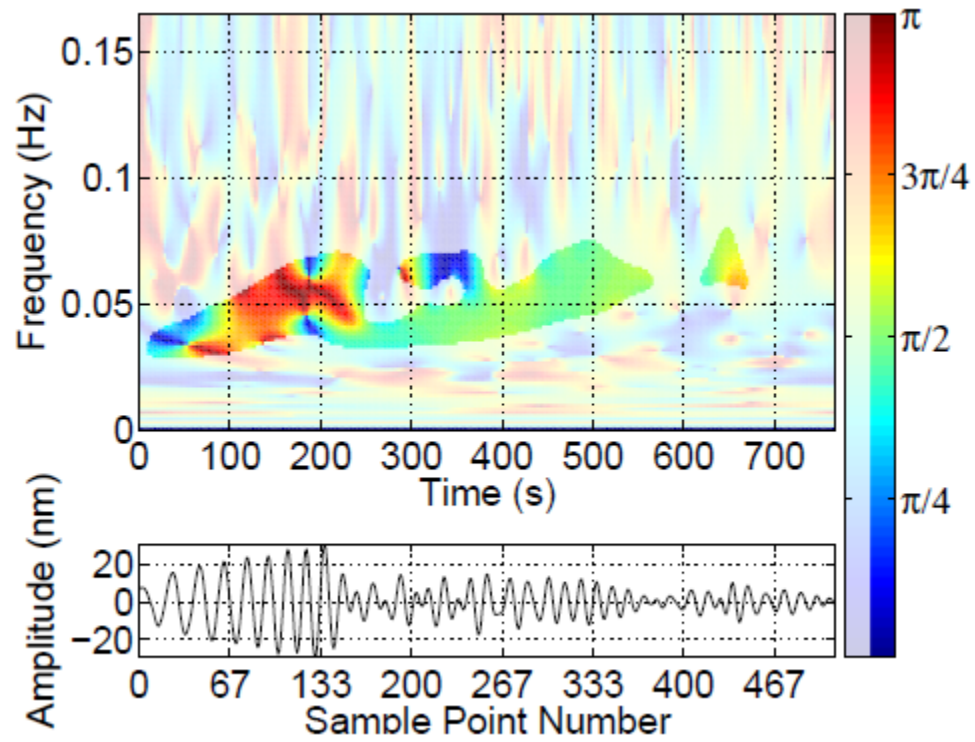 Frequency (Hz)
0.15
0.1
0.05
0
0 100 200 300 400 500 600 700
Time (s)
π
3π/4
π/2
π/4
Amplitude (nm)
20
0
−20
0 67 133 200 267 333 400 467
Sample Point Number